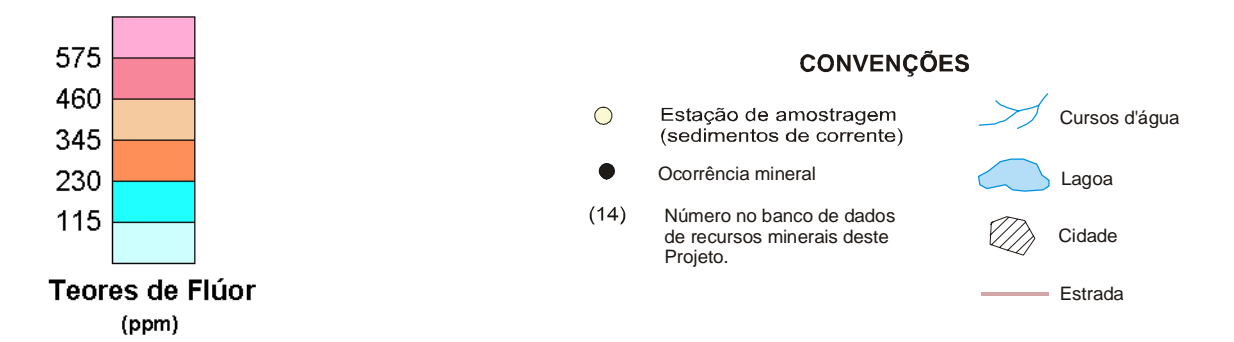 575
460
345
230
115
Teores de Flúor
(ppm)
CONVENÇÕES
Estação de amostragem
(sedimentos de corrente)
Ocorrência mineral
(14) Número no banco de dados
de recursos minerais deste
Projeto.
Cursos d'água
Lagoa
Cidade
Estrada